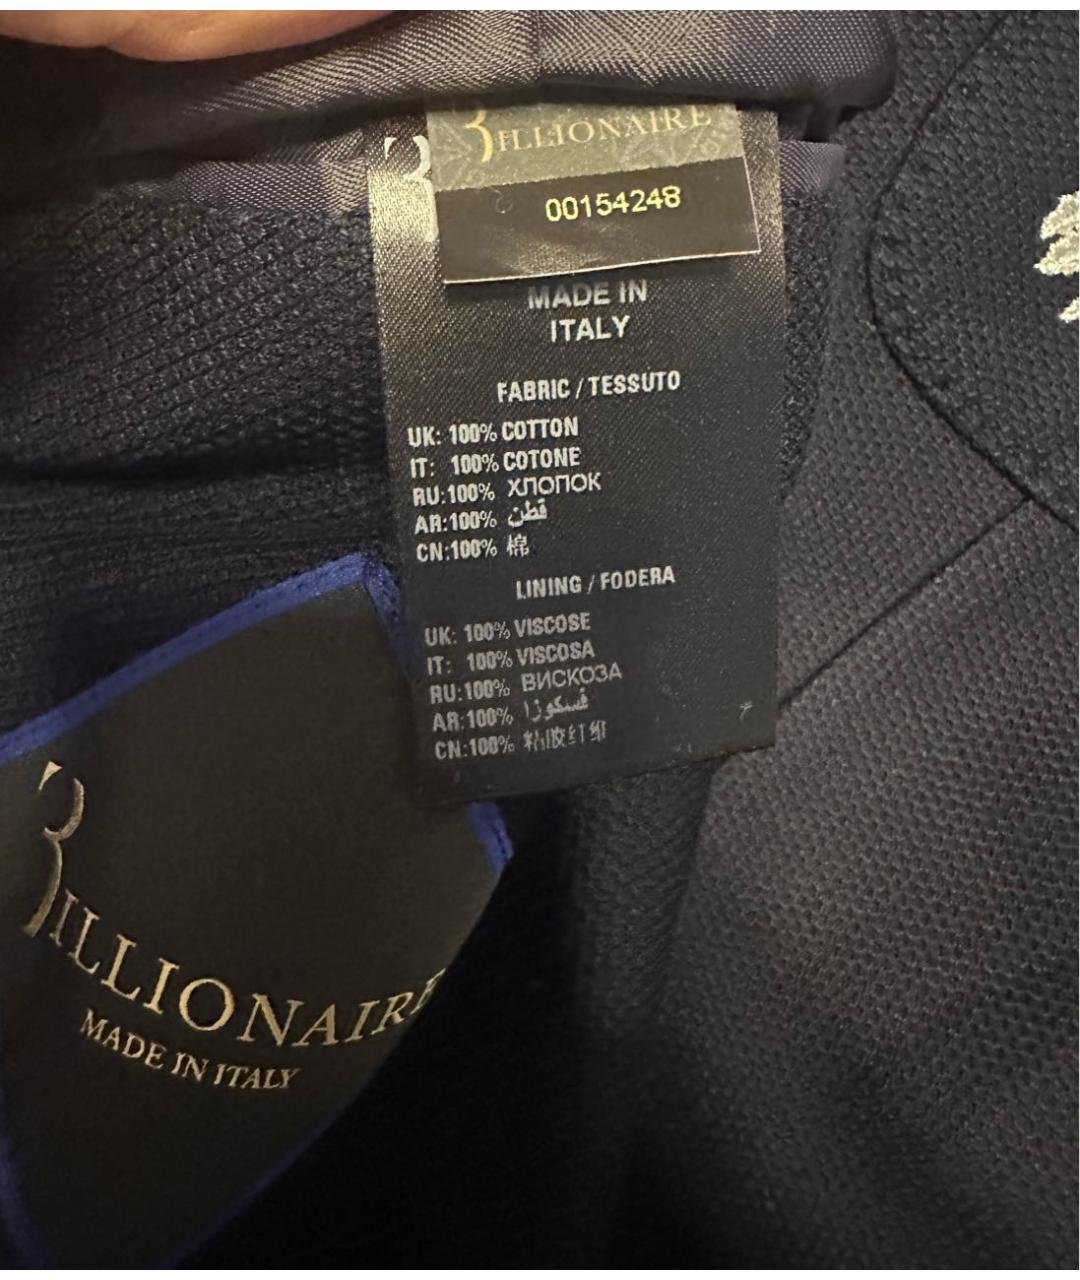 BILLIONAIRE
00154248
MADE IN
ITALY
FABRIC / TESSUTO
UK: 100% COTTON
IT: 100% COTONE
RU:100% ХЛОПОК
AR:100% قطن
CN:100% 棉
LINING / FODERA
UK: 100% VISCOSE
IT: 100% VISCOSA
RU:100% ВИСКОЗА
AR:100% فسكوزا
CN:100% 粘胶纤维
BILLIONAIRE
MADE IN ITALY